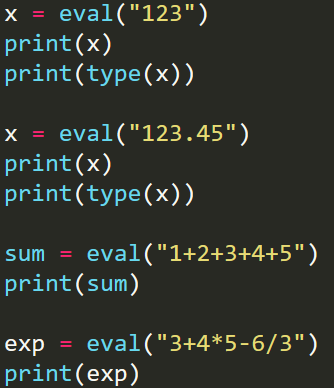 x = eval("123")
print(x)
print(type(x))

x = eval("123.45")
print(x)
print(type(x))

sum = eval("1+2+3+4+5")
print(sum)

exp = eval("3+4*5-6/3")
print(exp)